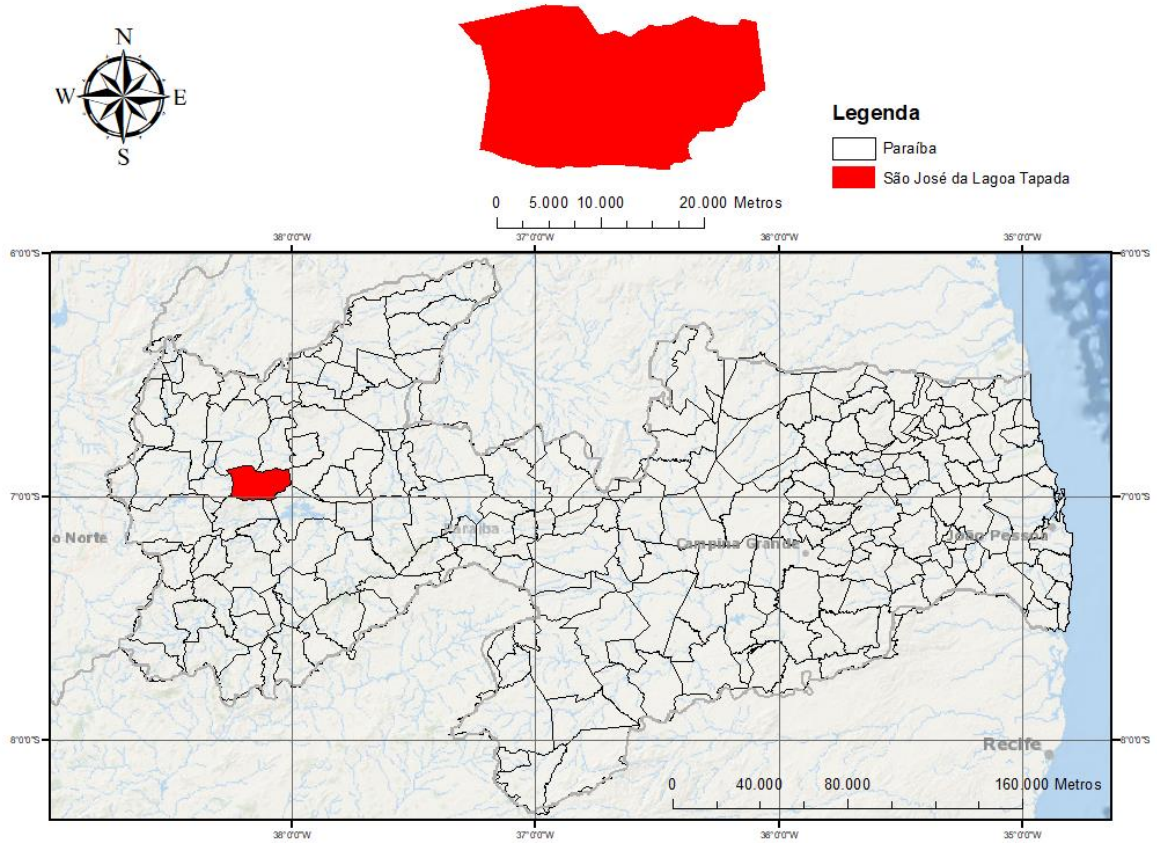 N
W E
S
Legenda
Paraíba
São José da Lagoa Tapada
0 5.000 10.000 20.000 Metros
38°0'0"W 37°0'0"W 36°0'0"W 35°0'0"W
6°0'0"S 6°0'0"S
7°0'0"S 7°0'0"S
o Norte
Paraíba
Campina Grande
João Pessoa
8°0'0"S 8°0'0"S
Recife
0 40.000 80.000 160.000 Metros
38°0'0"W 37°0'0"W 36°0'0"W 35°0'0"W